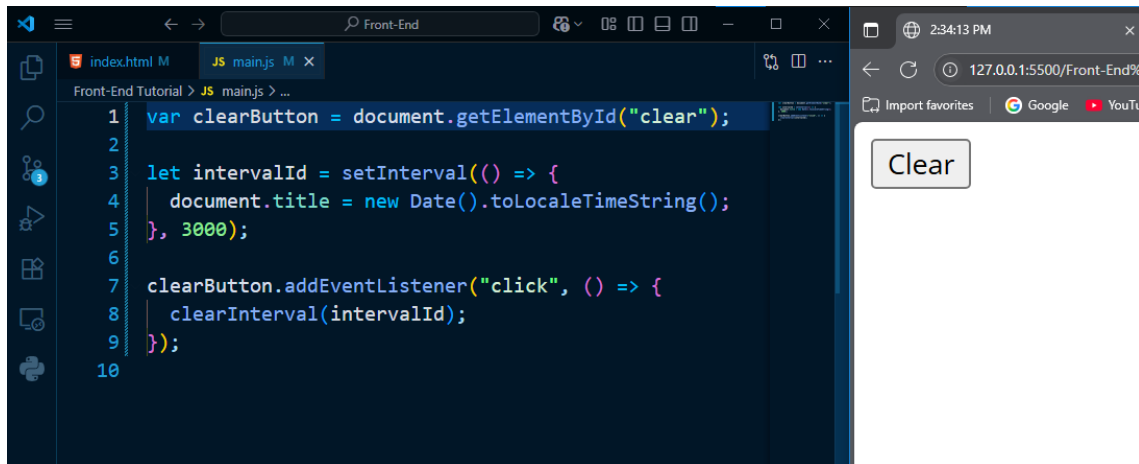 Front-End
index.html M
JS main.js M
Front-End Tutorial > JS main.js > ...
1 var clearButton = document.getElementById("clear");
2
3 let intervalId = setInterval(() => {
4 document.title = new Date().toLocaleTimeString();
5 }, 3000);
6
7 clearButton.addEventListener("click", () => {
8 clearInterval(intervalId);
9 });
10
3
2:34:13 PM
127.0.0.1:5500/Front-End%
Import favorites
Google
YouTu
Clear